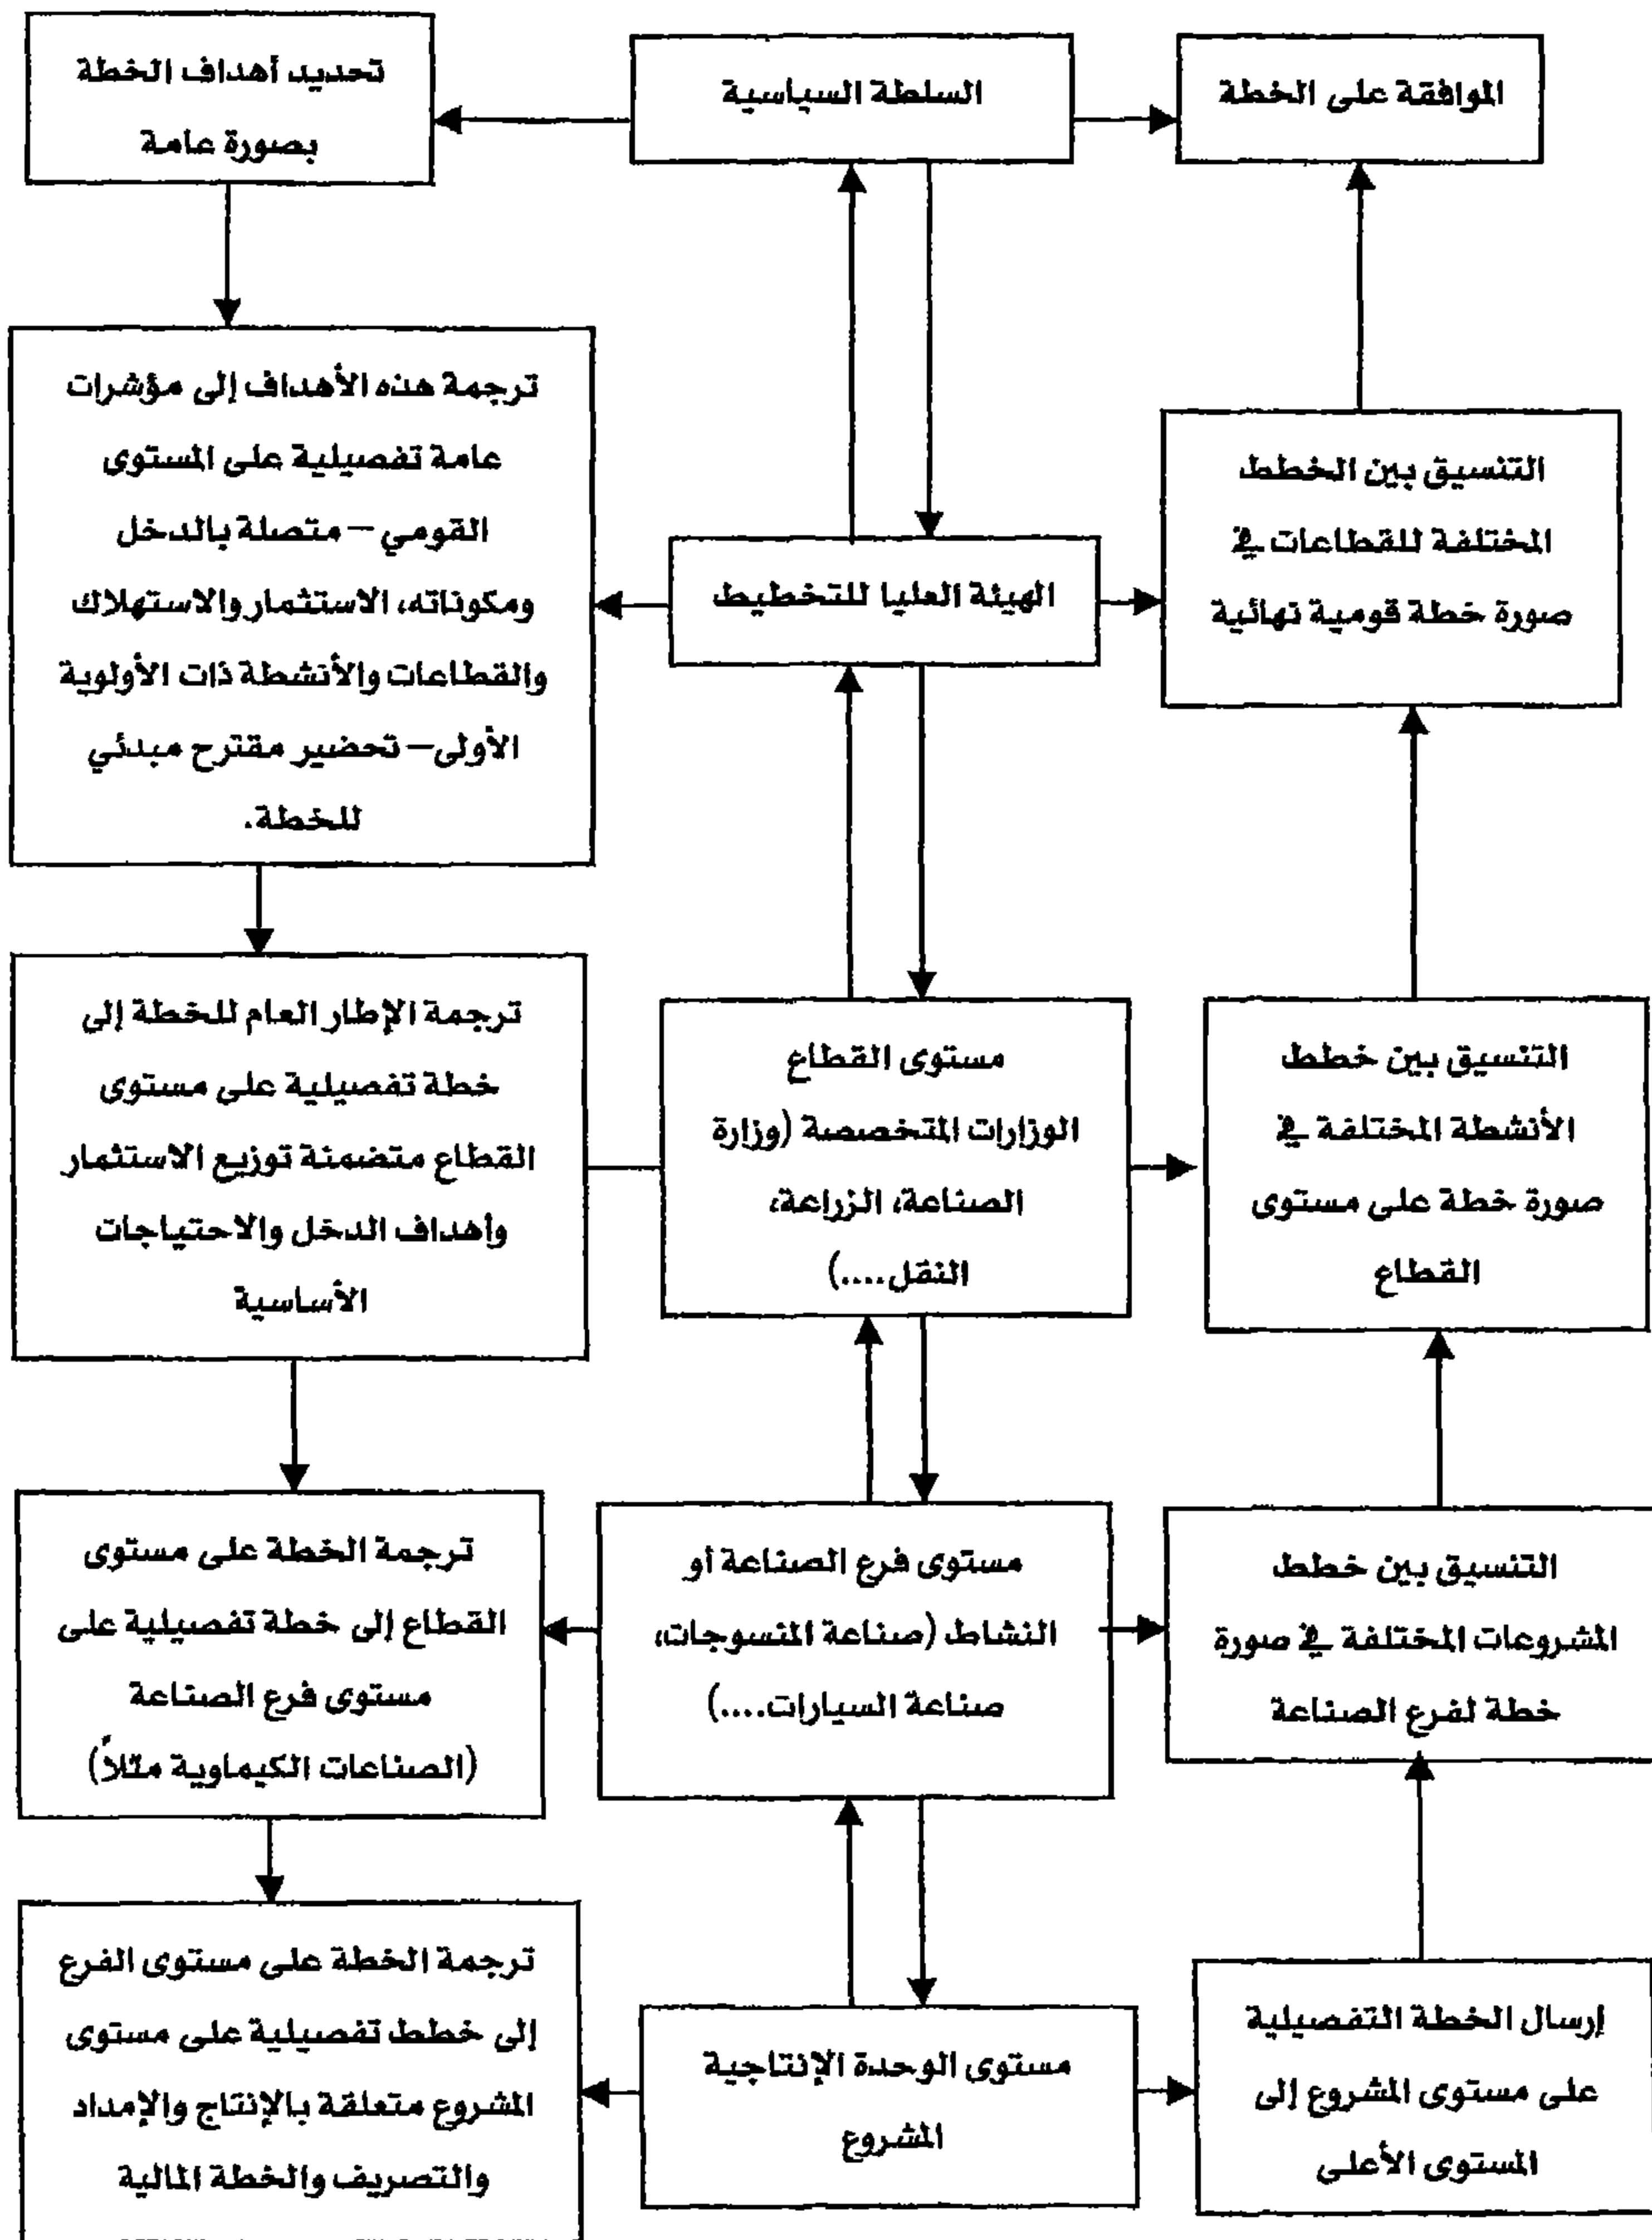 الموافقة على الخطة
السلطة السياسية
تحديد أهداف الخطة
بصورة عامة
التنسيق بين الخطط
المختلفة للقطاعات في
صورة خطة قومية نهائية
الهيئة العليا للتخطيط
ترجمة هذه الأهداف إلى مؤشرات
عامة تفصيلية على المستوى
القومي – متصلة بالدخل
ومكوناته، الاستثمار والاستهلاك
والقطاعات والأنشطة ذات الأولوية
الأولى– تحضير مقترح مبدئي
للخطة.
التنسيق بين خطط
الأنشطة المختلفة في
صورة خطة على مستوى
القطاع
مستوى القطاع
الوزارات المتخصصة (وزارة
الصناعة، الزراعة،
النقل....)
ترجمة الإطار العام للخطة إلى
خطة تفصيلية على مستوى
القطاع متضمنة توزيع الاستثمار
وأهداف الدخل والاحتياجات
الأساسية
التنسيق بين خطط
المشروعات المختلفة في صورة
خطة لفرع الصناعة
مستوى فرع الصناعة أو
النشاط (صناعة المنسوجات،
صناعة السيارات....)
ترجمة الخطة على مستوى
القطاع إلى خطة تفصيلية على
مستوى فرع الصناعة
(الصناعات الكيماوية مثلاً)
إرسال الخطة التفصيلية
على مستوى المشروع إلى
المستوى الأعلى
مستوى الوحدة الإنتاجية
المشروع
ترجمة الخطة على مستوى الفرع
إلى خطط تفصيلية على مستوى
المشروع متعلقة بالإنتاج والإمداد
والتصريف والخطة المالية